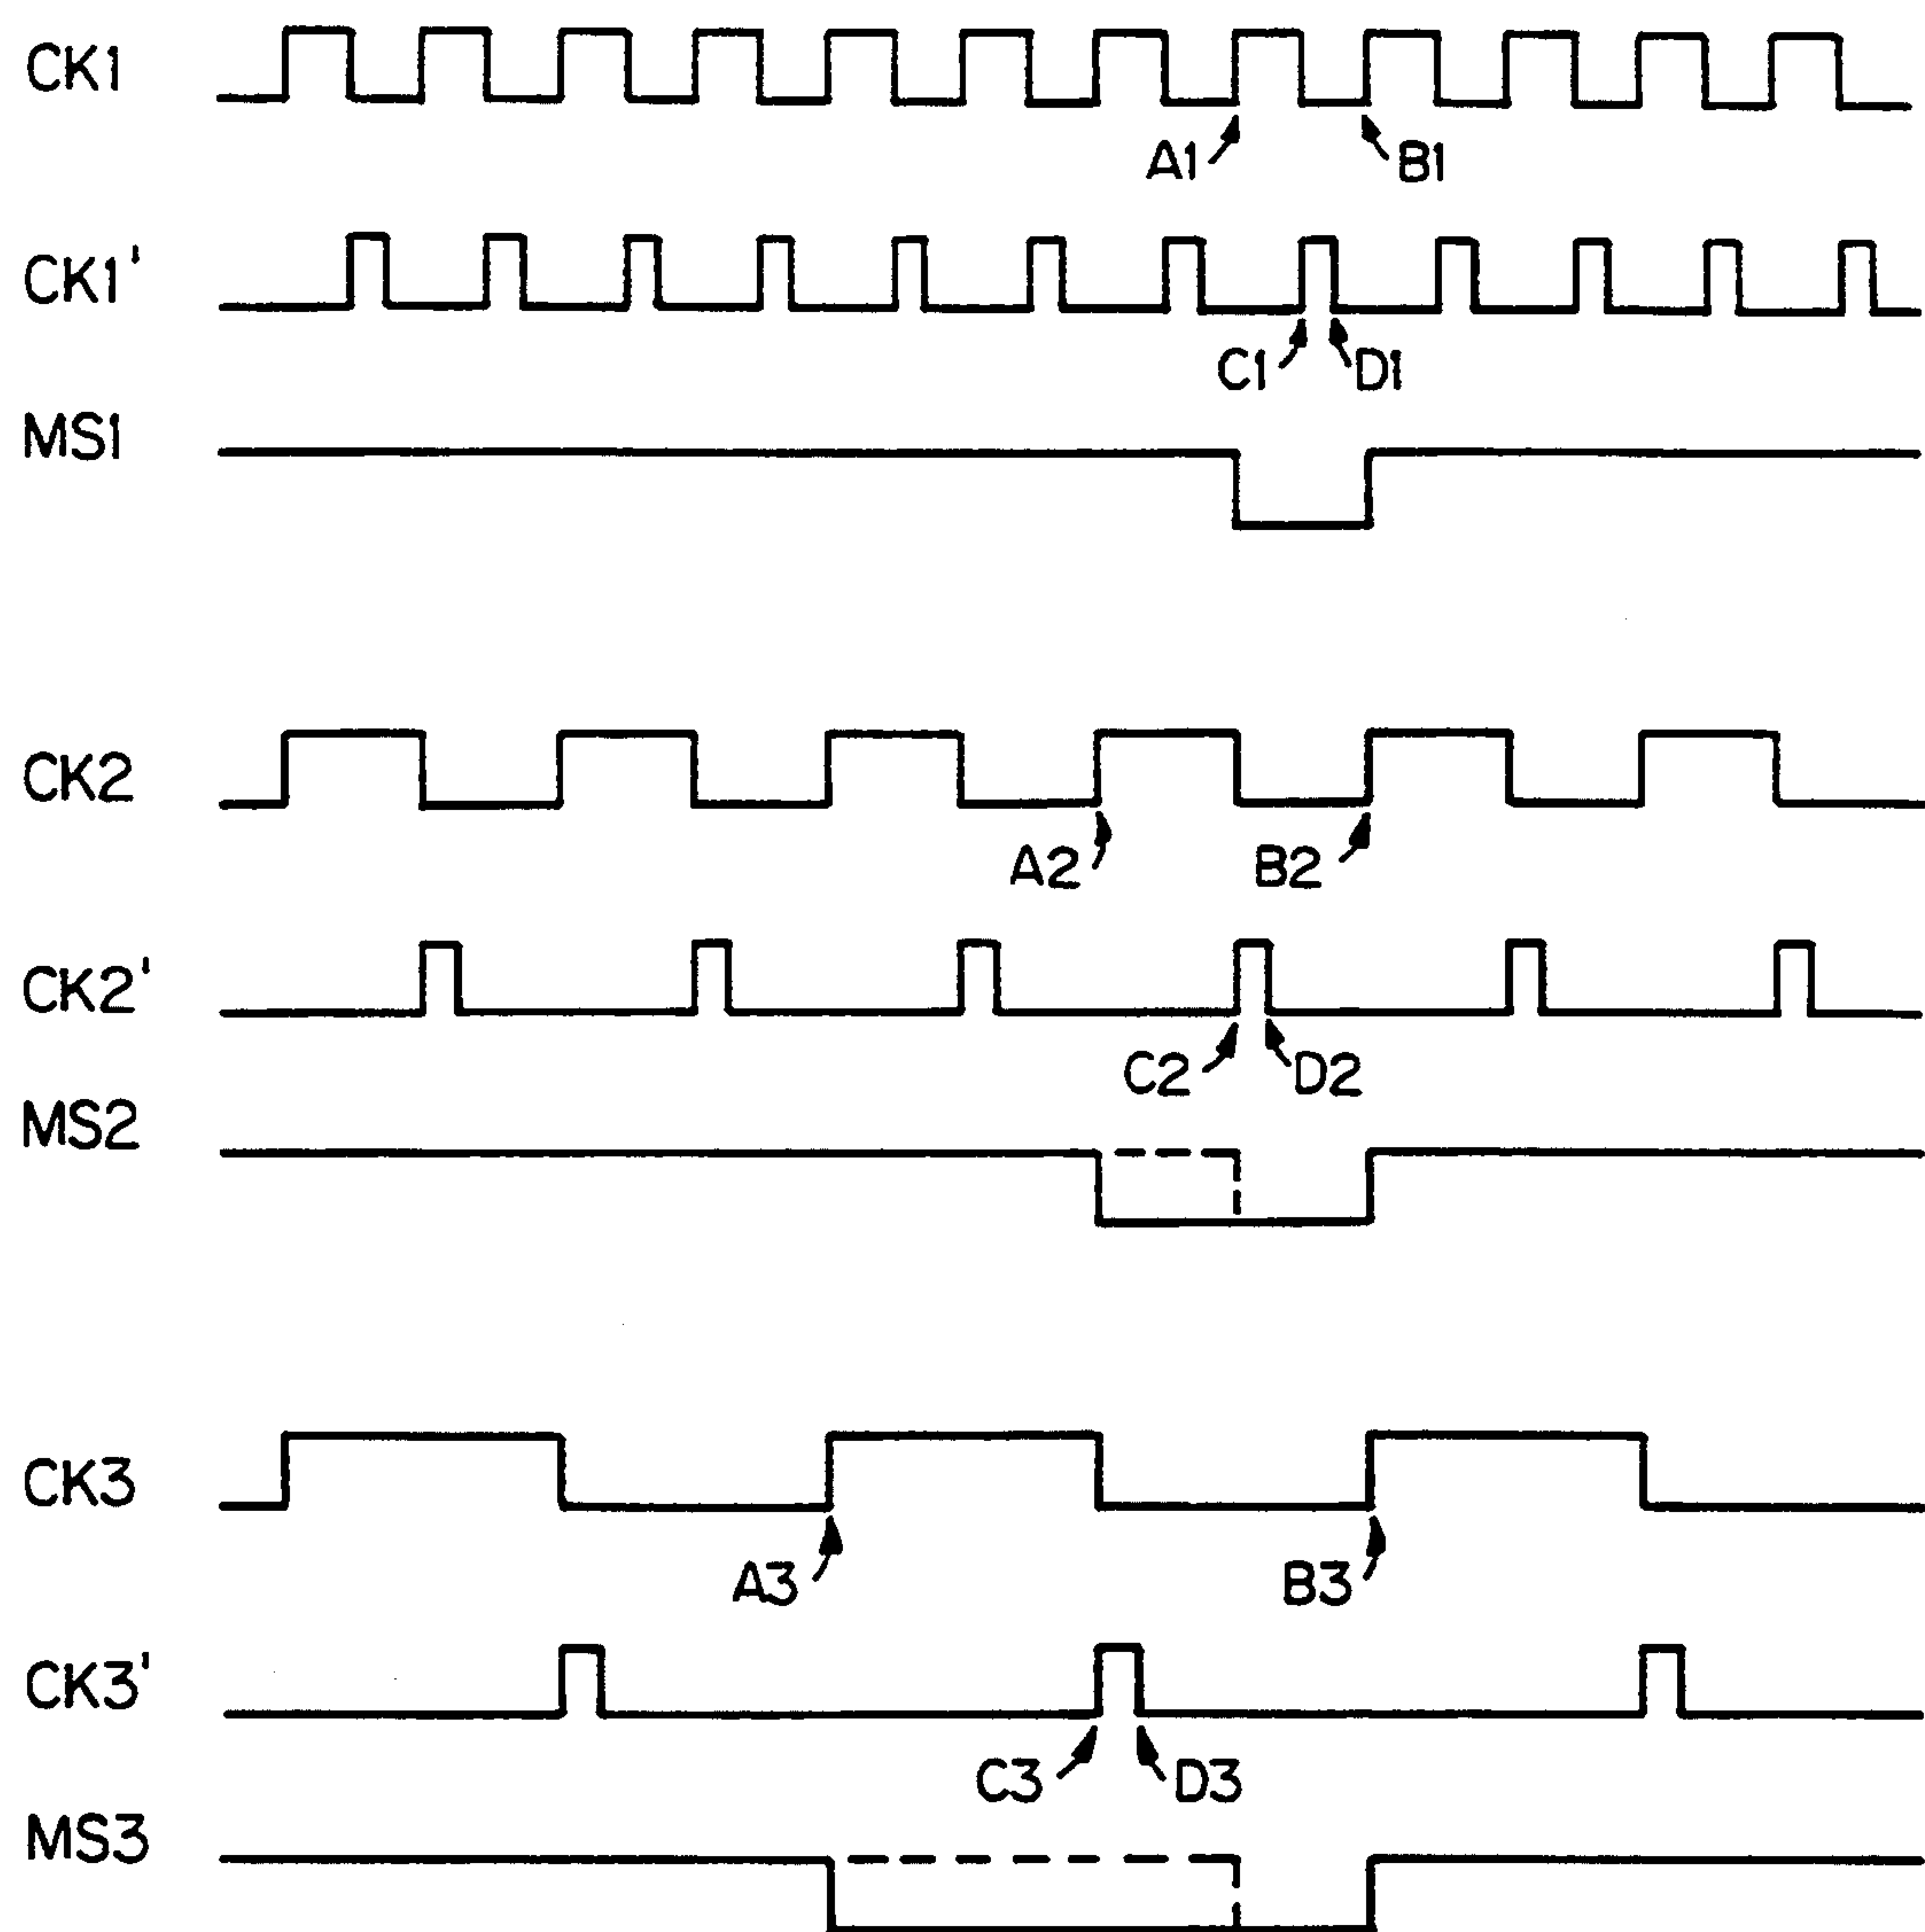 CK1
A1 B1
CK1'
C1 D1
MS1
CK2
A2 B2
CK2'
C2 D2
MS2
CK3
A3 B3
CK3'
C3 D3
MS3